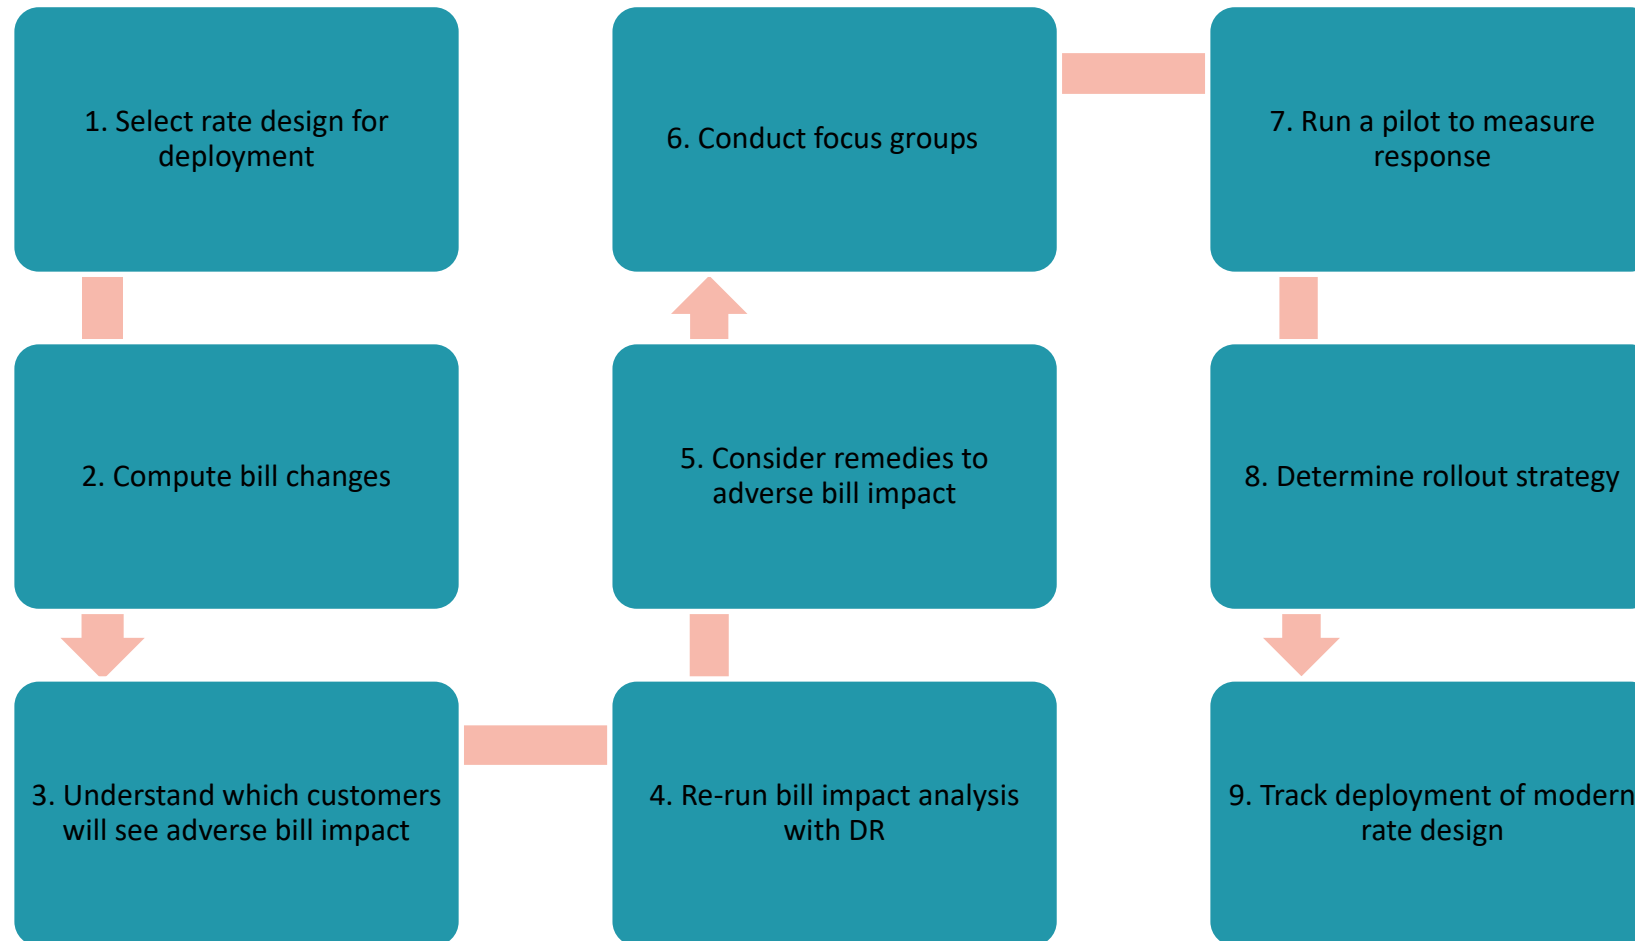 1. Select rate design for
deployment
2. Compute bill changes
3. Understand which customers
will see adverse bill impact
4. Re-run bill impact analysis
with DR
5. Consider remedies to
adverse bill impact
6. Conduct focus groups
7. Run a pilot to measure
response
8. Determine rollout strategy
9. Track deployment of modern
rate design